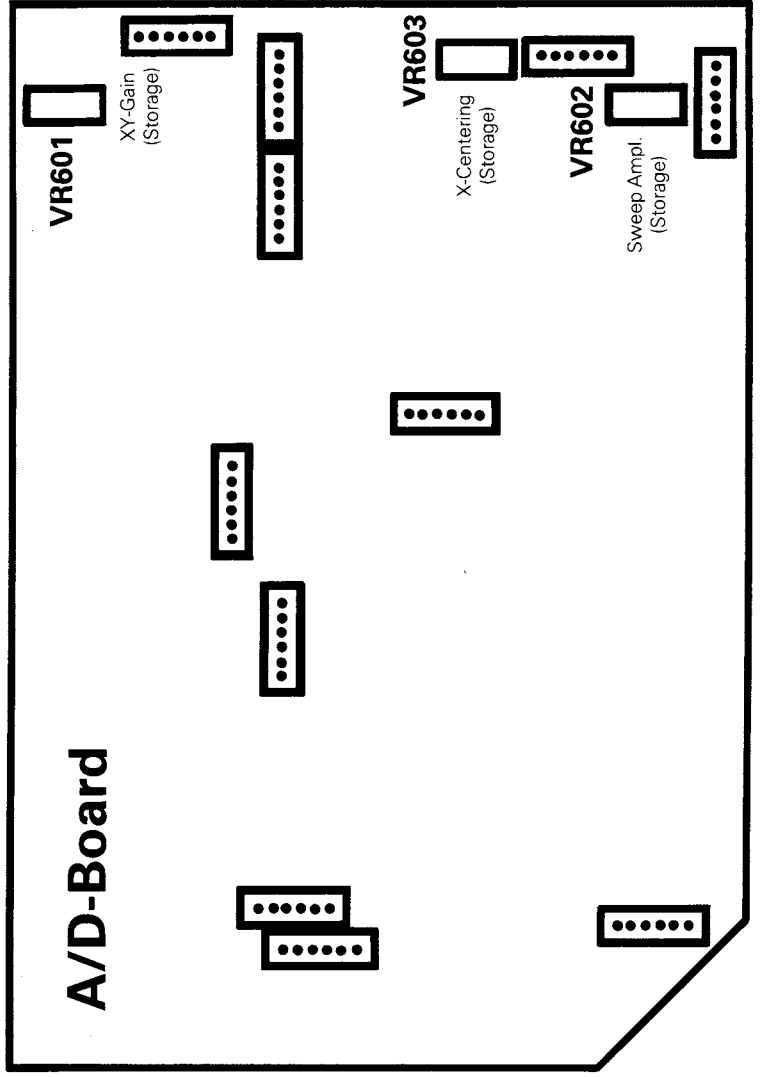 A/D-Board
VR601
XY-Gain
(Storage)
VR603
X-Centering
(Storage)
VR602
Sweep Ampl.
(Storage)